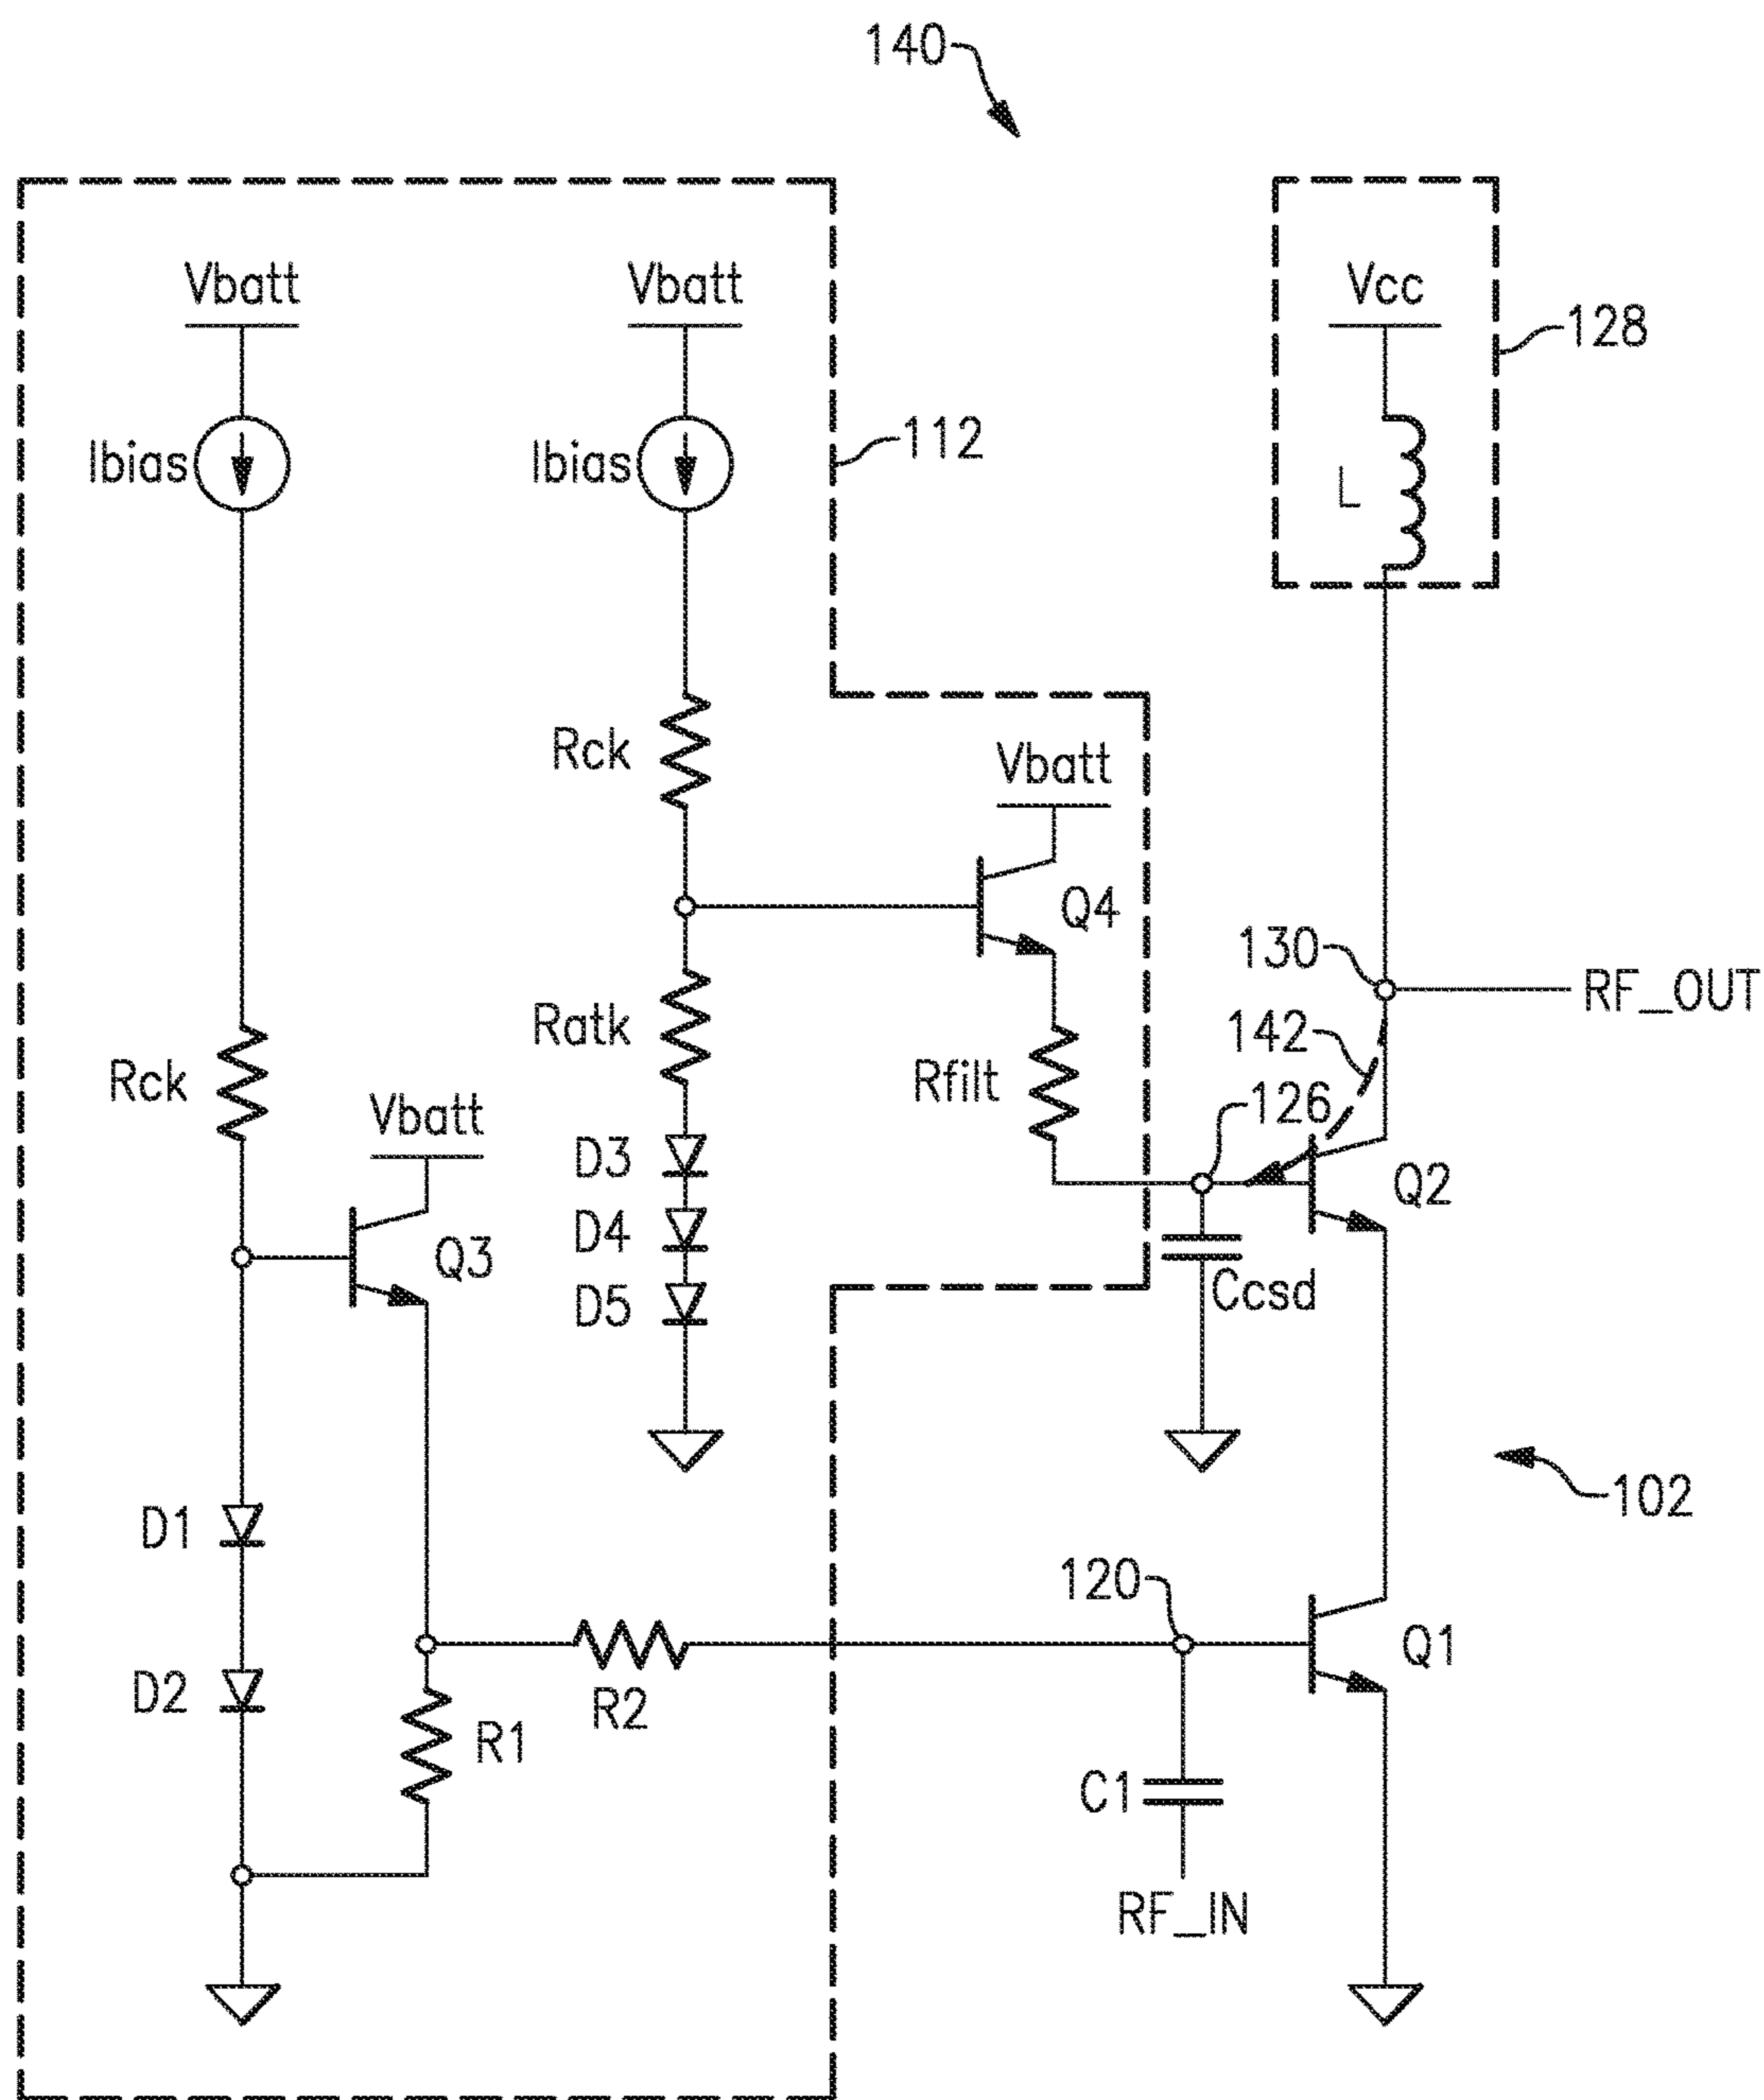 140
Vbatt
Vbatt
Vcc
128
Ibias
Ibias
112
L
Rck
Vbatt
Q4
130
RF_OUT
Ratk
142
Rfilt
Rck
126
Vbatt
D3
Q2
D4
Q3
Ccsd
D5
102
D1
120
Q1
D2
R2
R1
C1
RF_IN